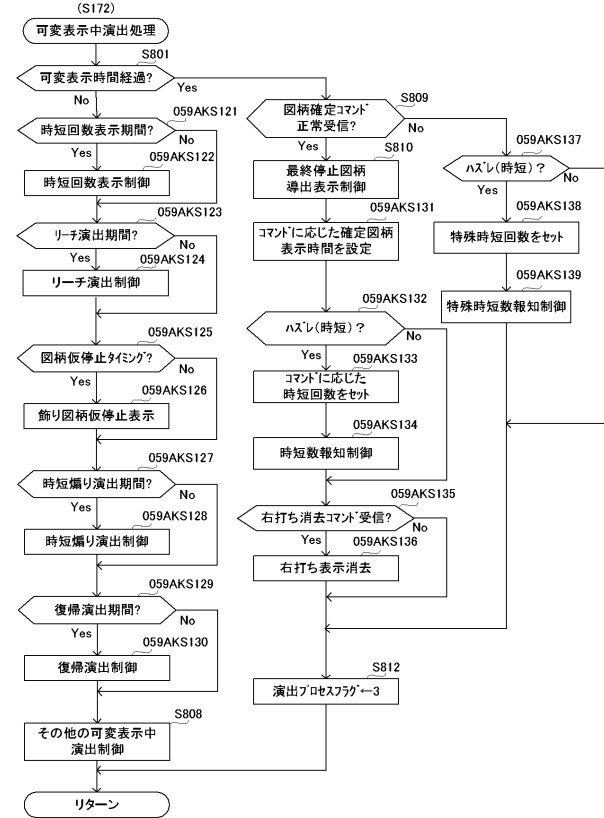 (S172)
可変表示中演出処理
S801
可変表示時間経過?
Yes
No
059AKS121
時短回数表示期間?
No
Yes
059AKS122
時短回数表示制御
059AKS123
リーチ演出期間?
No
Yes
059AKS124
リーチ演出制御
059AKS125
図柄仮停止タイミング?
No
Yes
059AKS126
飾り図柄仮停止表示
059AKS127
時短煽り演出期間?
No
Yes
059AKS128
時短煽り演出制御
059AKS129
復帰演出期間?
No
Yes
059AKS130
復帰演出制御
S808
その他の可変表示中
演出制御
リターン
S809
図柄確定コマンド
正常受信?
No
Yes
S810
最終停止図柄
導出表示制御
059AKS131
コマンドに応じた確定図柄
表示時間を設定
059AKS132
ハズレ(時短)?
No
Yes
059AKS133
コマンドに応じた
時短回数をセット
059AKS134
時短数報知制御
059AKS135
右打ち消去コマンド受信?
No
Yes
059AKS136
右打ち表示消去
S812
演出プロセスフラグ←3
059AKS137
ハズレ(時短)?
No
Yes
059AKS138
特殊時短回数をセット
059AKS139
特殊時短数報知制御